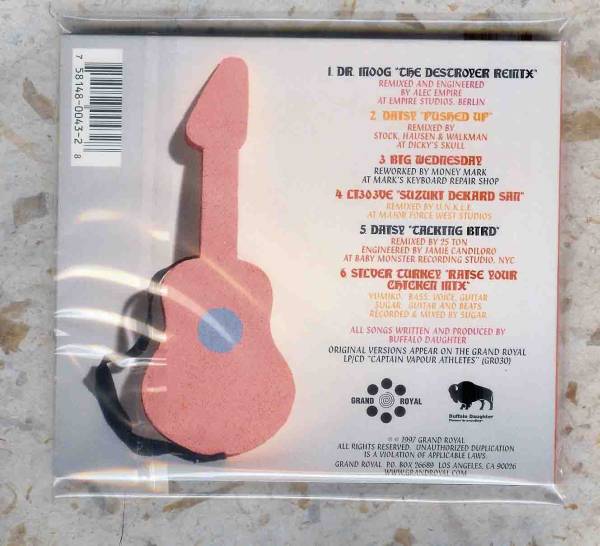 7 58148-0043-2 8
1. DR. MOOG "THE DESTROYER REMIX"
REMIXED AND ENGINEERED
BY ALEC EMPIRE
AT EMPIRE STUDIOS, BERLIN
2 DAISY "PUSHED UP"
REMIXED BY
STOCK, HAUSEN & WALKMAN
AT DICKY'S SKULL
3 BIG WEDNESDAY
REWORKED BY MONEY MARK
AT MARK'S KEYBOARD REPAIR SHOP
4 LI303VE "SUZUKI DEKARD SAN"
REMIXED BY U.N.K.L.E.
AT MAJOR FORCE WEST STUDIOS
5 DAISY "TALKING BIRD"
REMIXED BY 25 TON
ENGINEERED BY JAMIE CANDILORO
AT BABY MONSTER RECORDING STUDIO, NYC
6 SILVER TURKEY "RAISE YOUR
CHICKEN MIX"
YUMIKO: BASS, VOICE, GUITAR
SUGAR: GUITAR AND BEATS
RECORDED & MIXED BY SUGAR
ALL SONGS WRITTEN AND PRODUCED BY
BUFFALO DAUGHTER
ORIGINAL VERSIONS APPEAR ON THE GRAND ROYAL
LP/CD "CAPTAIN VAPOUR ATHLETES" (GR030)
GRAND ROYAL
Buffalo Daughter
1997 GRAND ROYAL
ALL RIGHTS RESERVED. UNAUTHORIZED DUPLICATION
IS A VIOLATION OF APPLICABLE LAWS.
GRAND ROYAL P.O. BOX 26689 LOS ANGELES, CA 90026
WWW.GRANDROYAL.COM